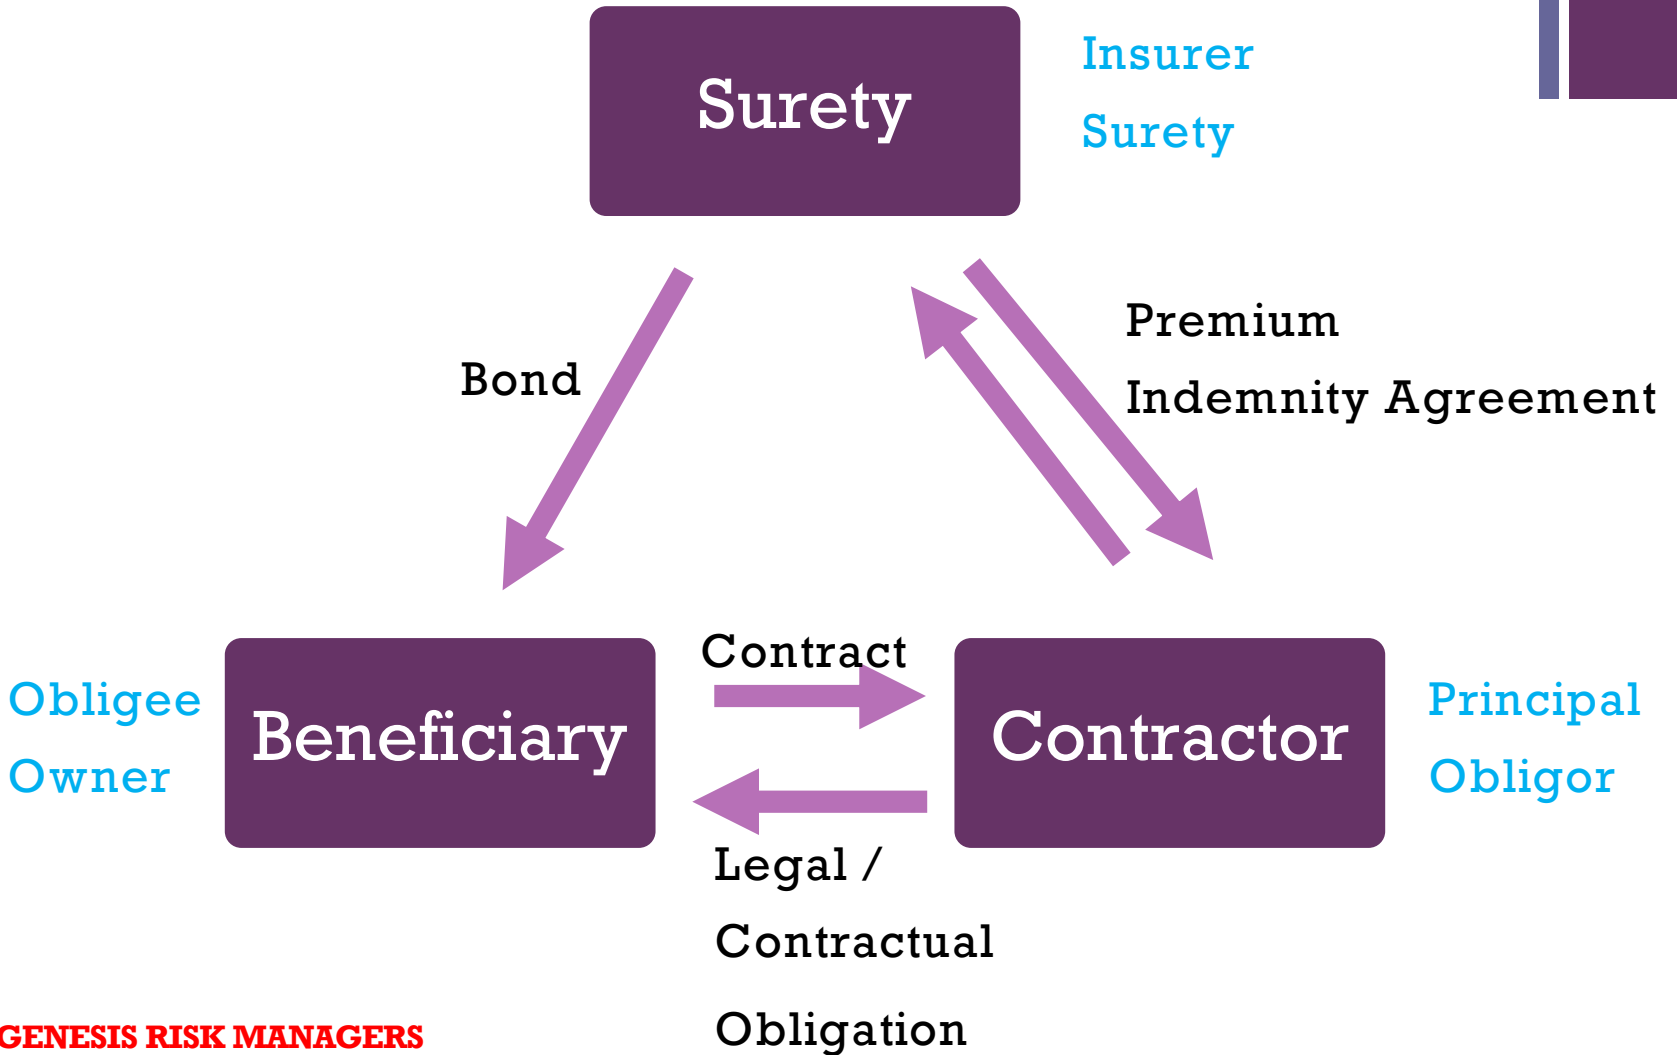 Surety
Insurer
Surety
Bond
Premium
Indemnity Agreement
Contract
Obligee
Owner
Beneficiary
Contractor
Principal
Obligor
Legal /
Contractual
Obligation
GENESIS RISK MANAGERS